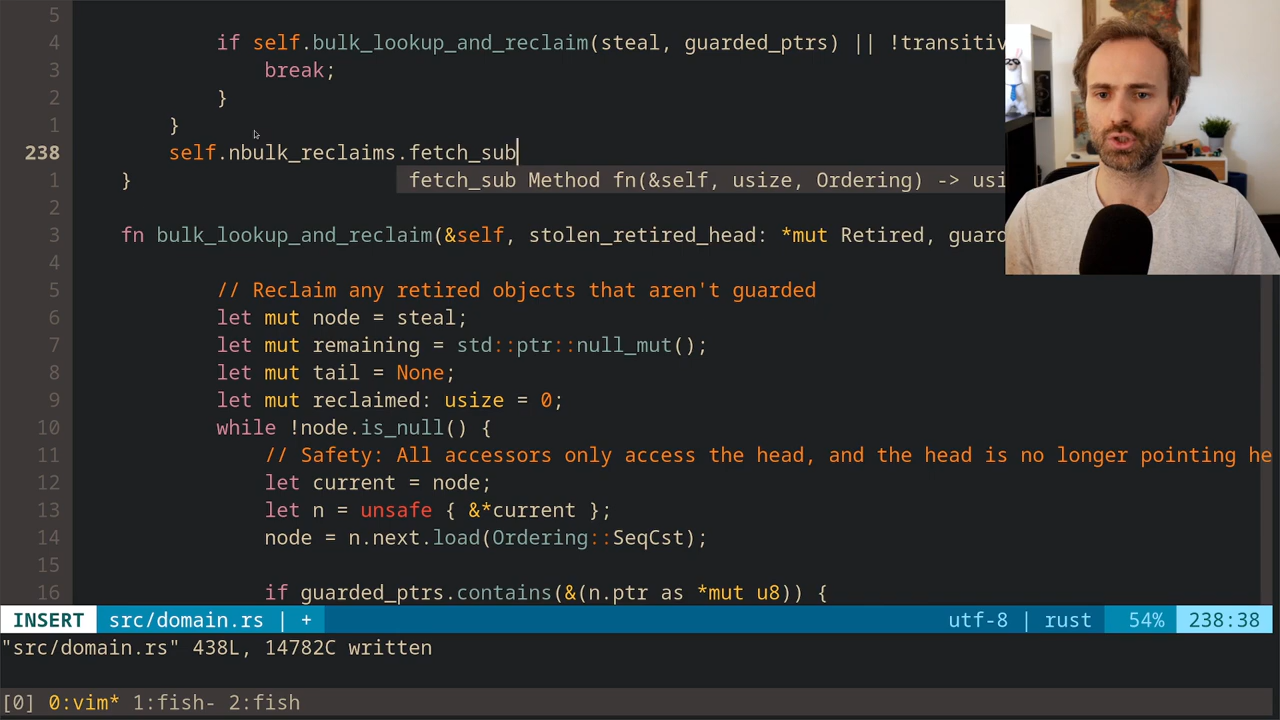 5
4 if self.bulk_lookup_and_reclaim(steal, guarded_ptrs) || !transitiv
3 break;
2 }
1 }
238 self.nbulk_reclaims.fetch_sub
1 } fetch_sub Method fn(&self, usize, Ordering) -> usi
2
3 fn bulk_lookup_and_reclaim(&self, stolen_retired_head: *mut Retired, guard
4
5 // Reclaim any retired objects that aren't guarded
6 let mut node = steal;
7 let mut remaining = std::ptr::null_mut();
8 let mut tail = None;
9 let mut reclaimed: usize = 0;
10 while !node.is_null() {
11 // Safety: All accessors only access the head, and the head is no longer pointing he
12 let current = node;
13 let n = unsafe { &*current };
14 node = n.next.load(Ordering::SeqCst);
15
16 if guarded_ptrs.contains(&(n.ptr as *mut u8)) {
INSERT src/domain.rs | + utf-8 | rust 54% 238:38
"src/domain.rs" 438L, 14782C written
[0] 0:vim* 1:fish- 2:fish